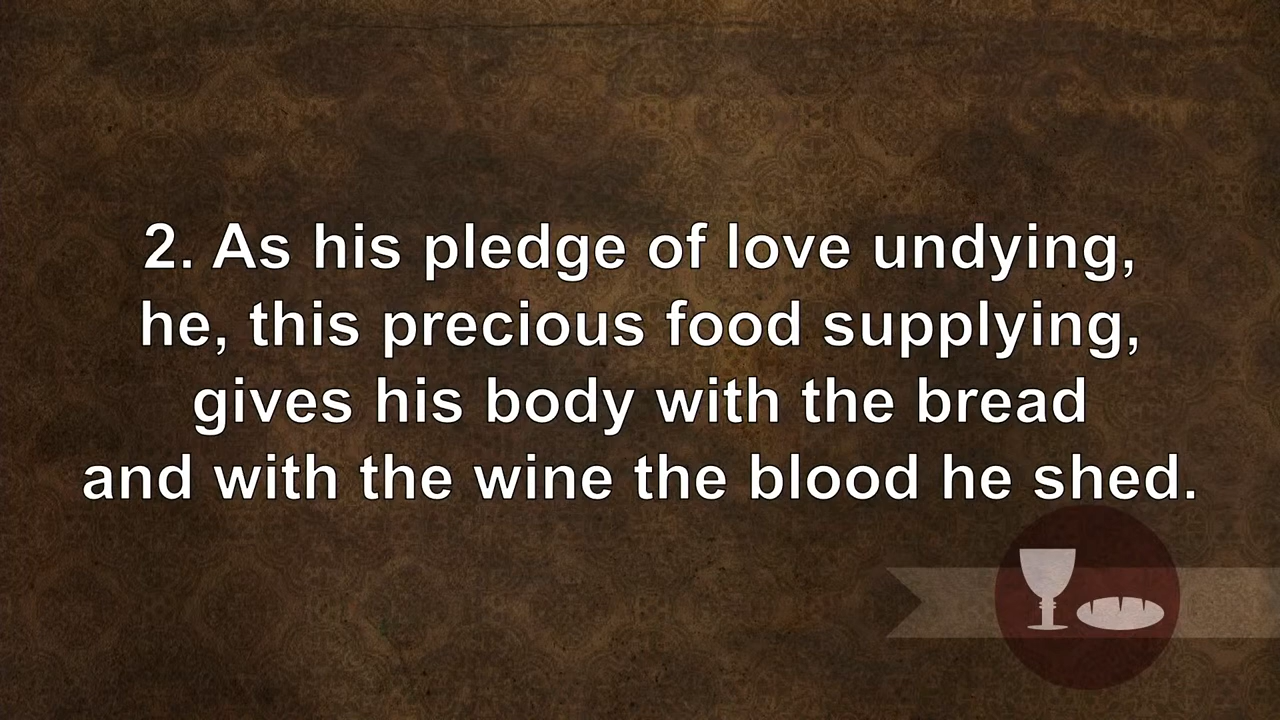 2. As his pledge of love undying,
he, this precious food supplying,
gives his body with the bread
and with the wine the blood he shed.